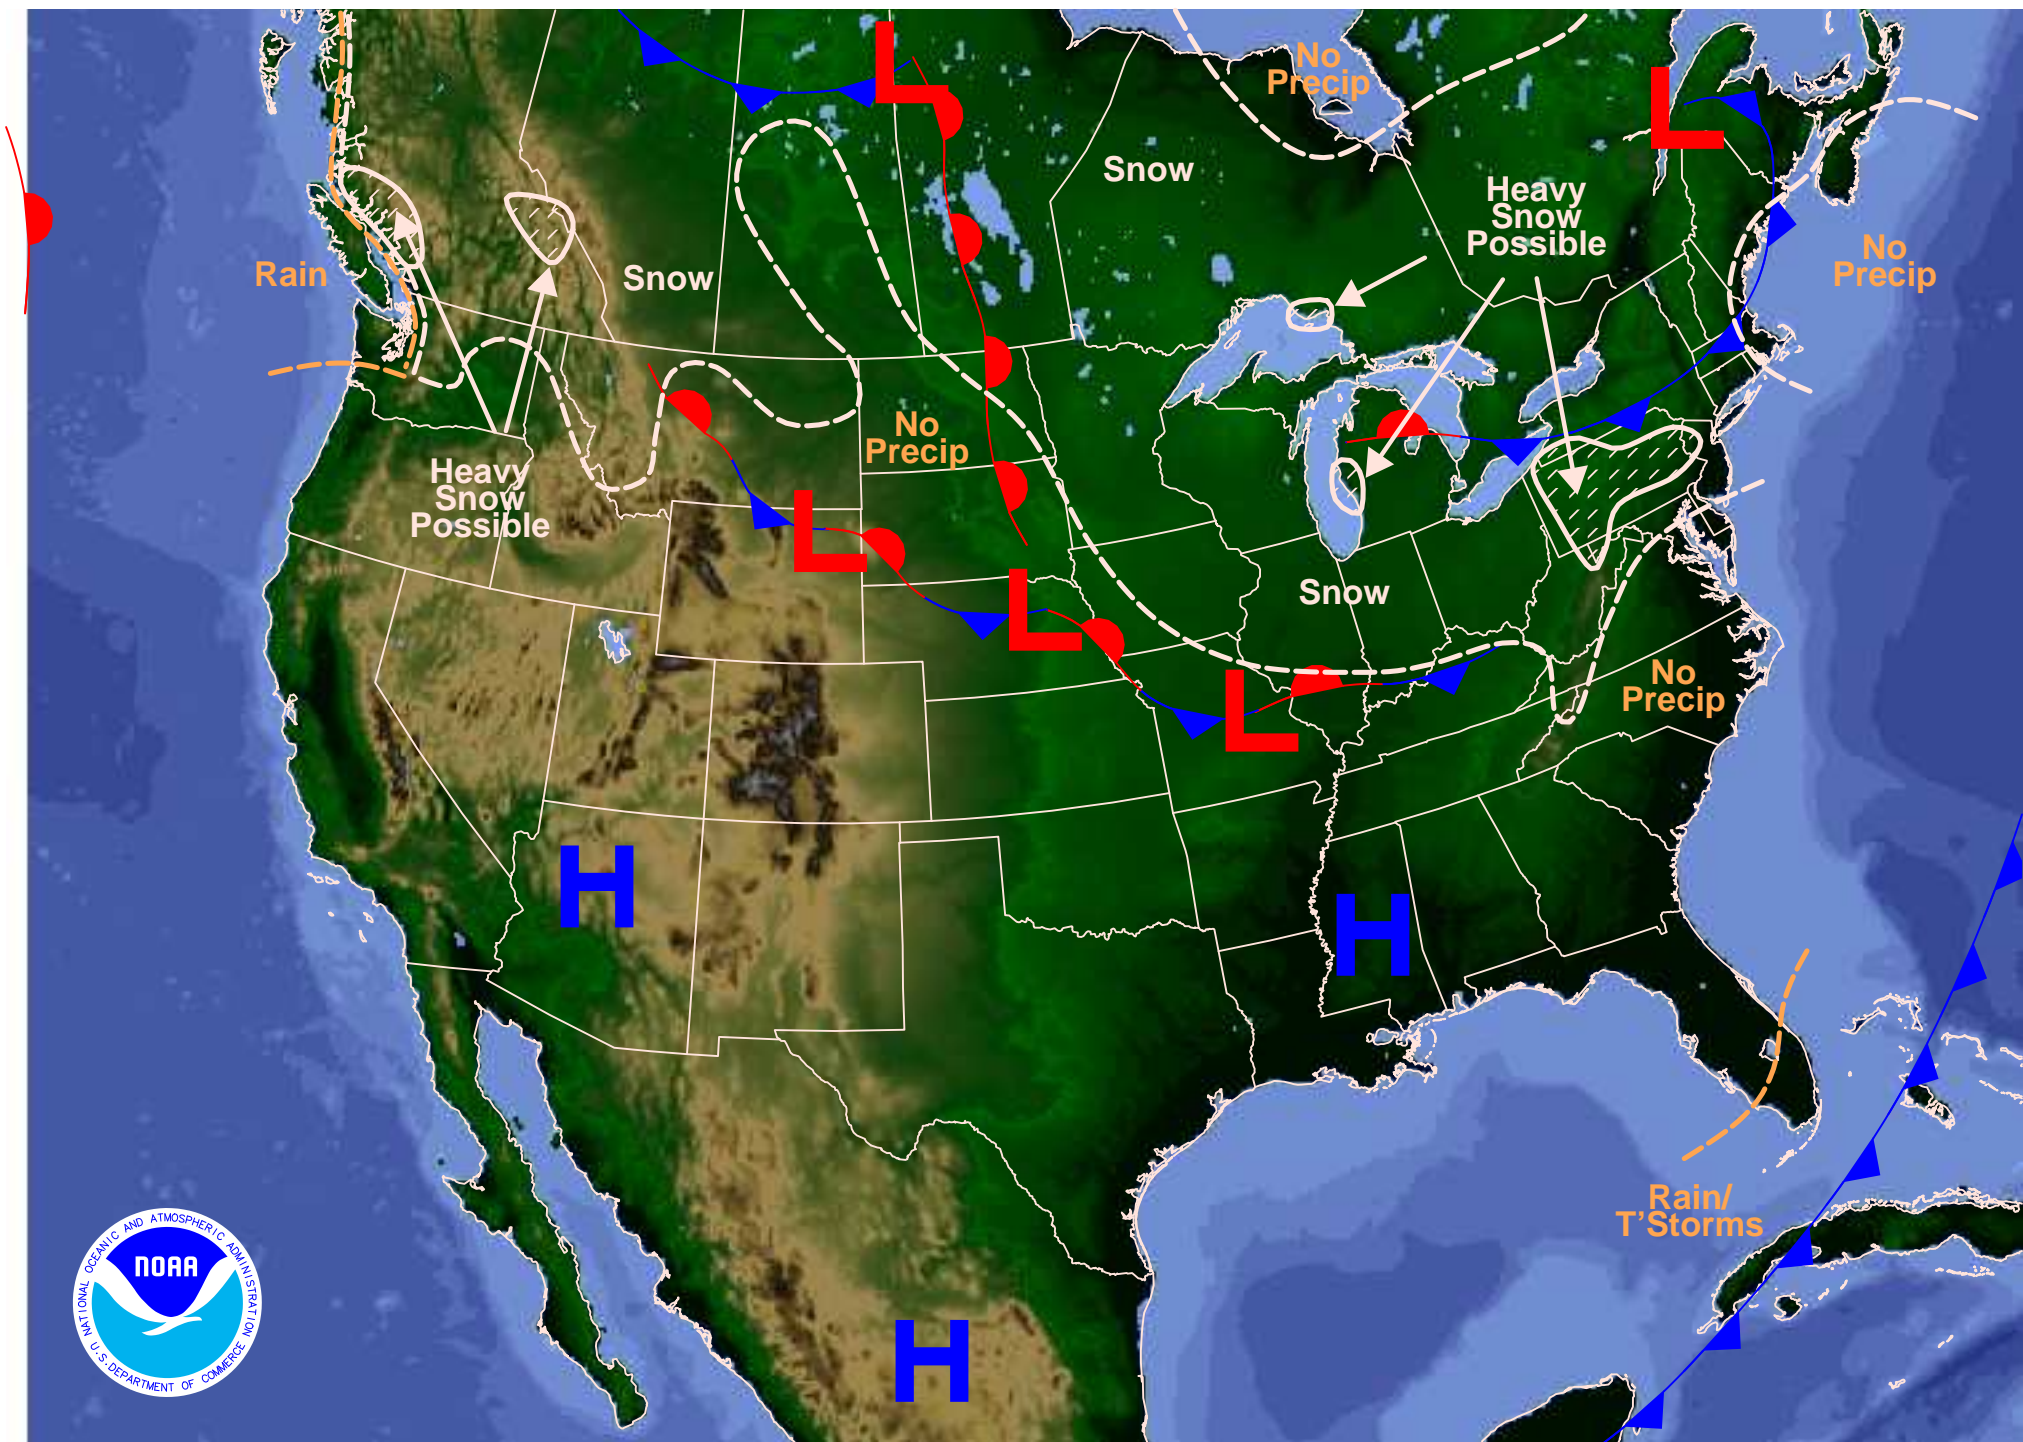 No
Precip
L
L
Snow
Heavy
Snow
Possible
Rain
Snow
No
Precip
No
Precip
Heavy
Snow
Possible
L
L
Snow
L
No
Precip
H
H
Rain/
T'Storms
H
NATIONAL OCEANIC AND ATMOSPHERIC ADMINISTRATION
NOAA
U.S. DEPARTMENT OF COMMERCE